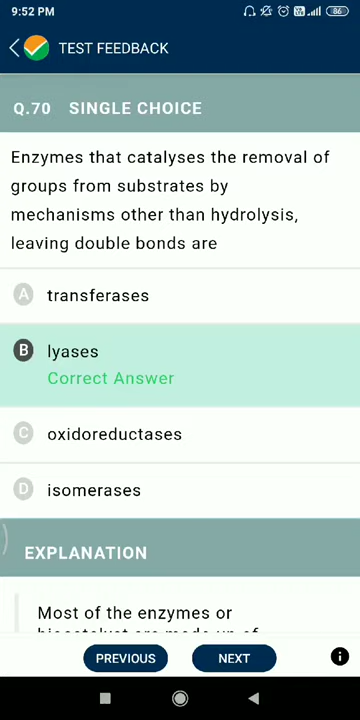 9:52 PM
86
TEST FEEDBACK
Q.70 SINGLE CHOICE
Enzymes that catalyses the removal of
groups from substrates by
mechanisms other than hydrolysis,
leaving double bonds are
A transferases
B lyases
Correct Answer
C oxidoreductases
D isomerases
EXPLANATION
Most of the enzymes or
PREVIOUS NEXT